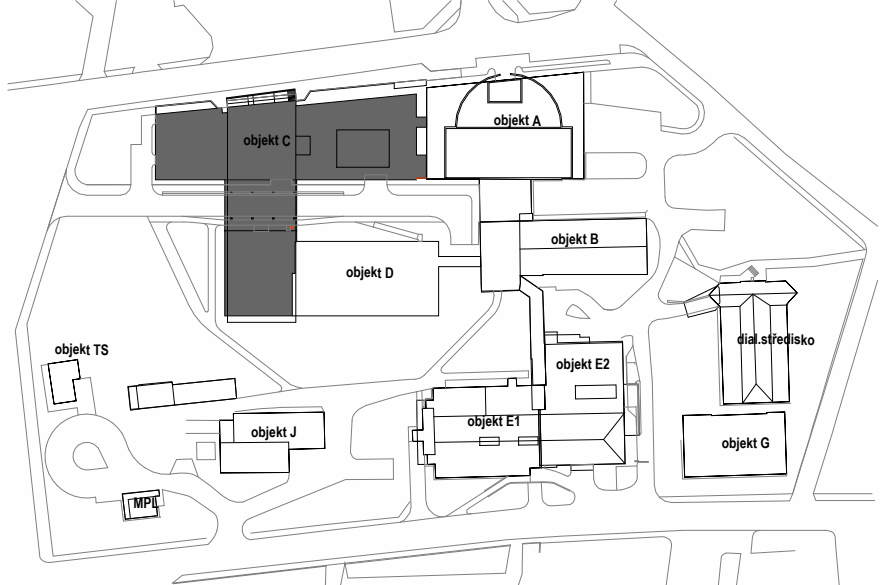 objekt A
objekt C
objekt B
objekt D
dial.středisko
objekt TS
objekt E2
objekt E1
objekt J
objekt G
MPL